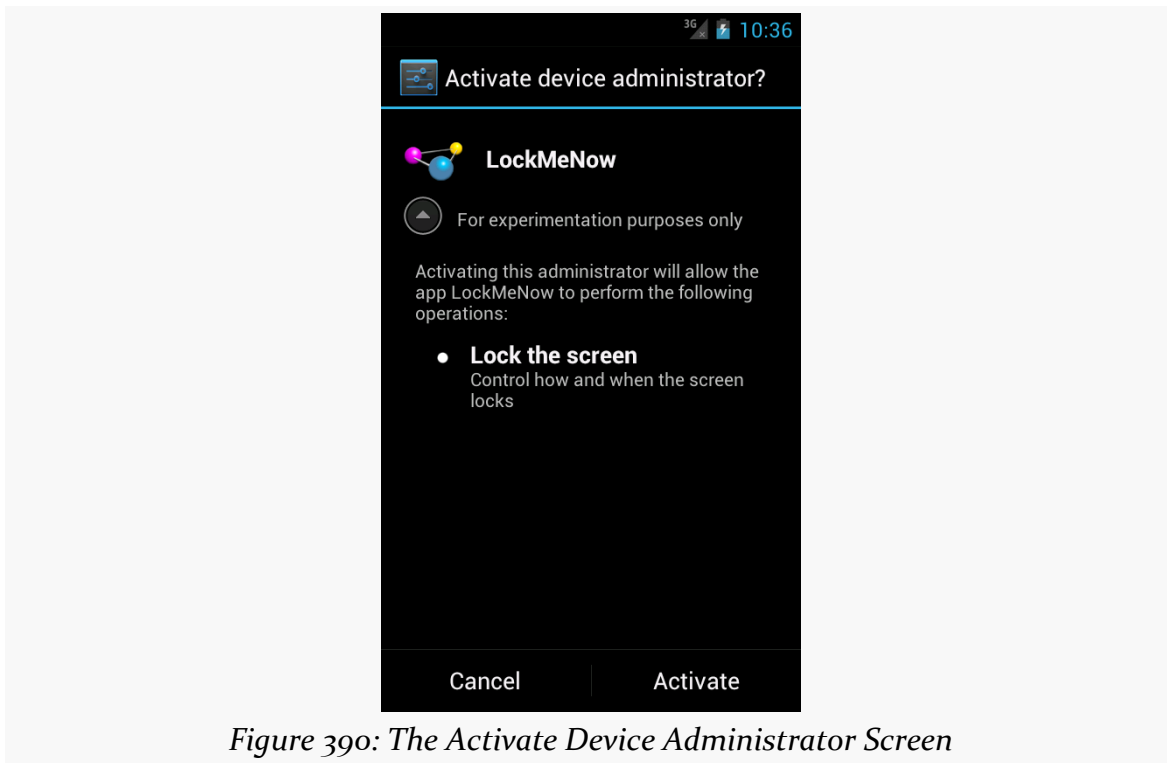 3G 10:36
Activate device administrator?
LockMeNow
For experimentation purposes only
Activating this administrator will allow the
app LockMeNow to perform the following
operations:
Lock the screen
Control how and when the screen
locks
Cancel Activate
Figure 390: The Activate Device Administrator Screen